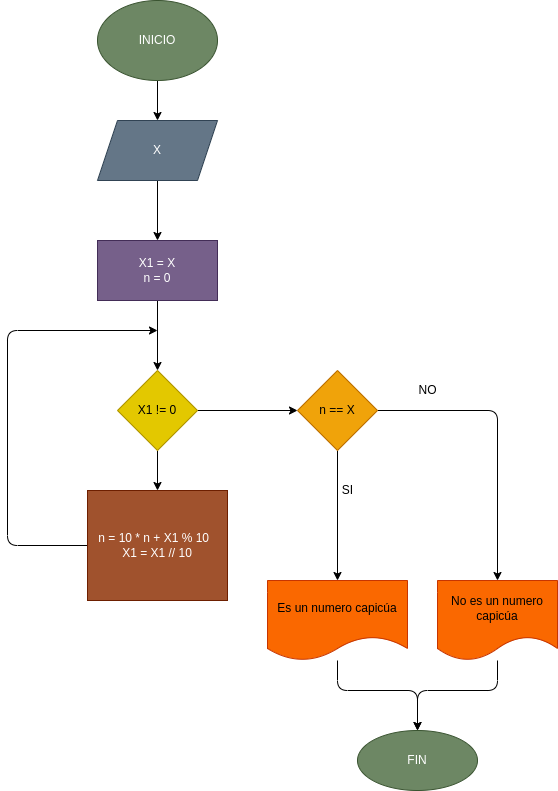 INICIO
X
X1 = X
n = 0
X1 != 0
n == X
NO
SI
n = 10 * n + X1 % 10
X1 = X1 // 10
Es un numero capicúa
No es un numero
capicúa
FIN